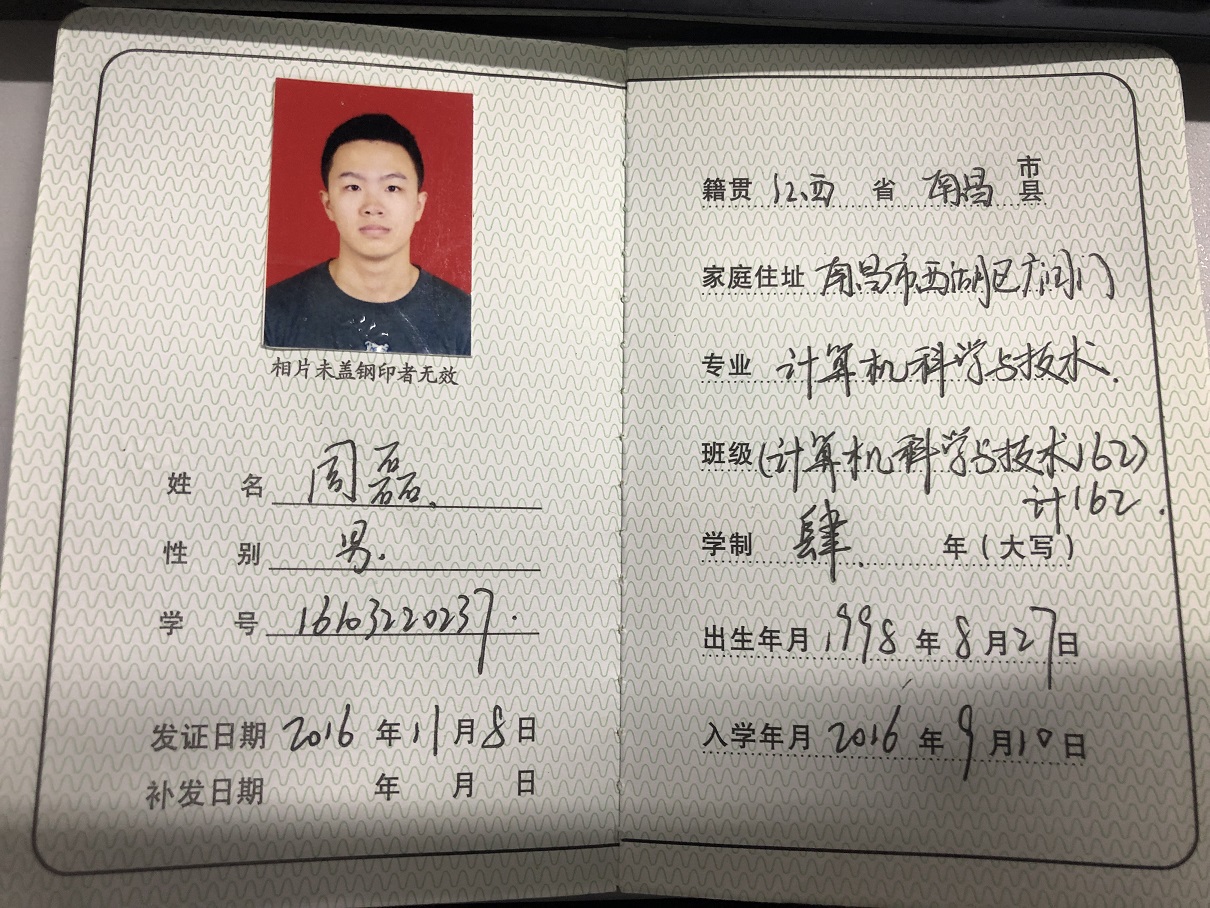 相片未盖钢印者无效
姓 名 周磊.
性 别 男.
学 号 16103220237.
发证日期 2016 年 11 月 8 日
补发日期 年 月 日
籍贯 江西 省 南昌 市县
家庭住址 南昌市西湖区广润门
专业 计算机科学与技术.
班级 (计算机科学与技术162)
计162.
学制 肆. 年(大写)
出生年月 1998 年 8 月 27 日
入学年月 2016 年 9 月 10 日